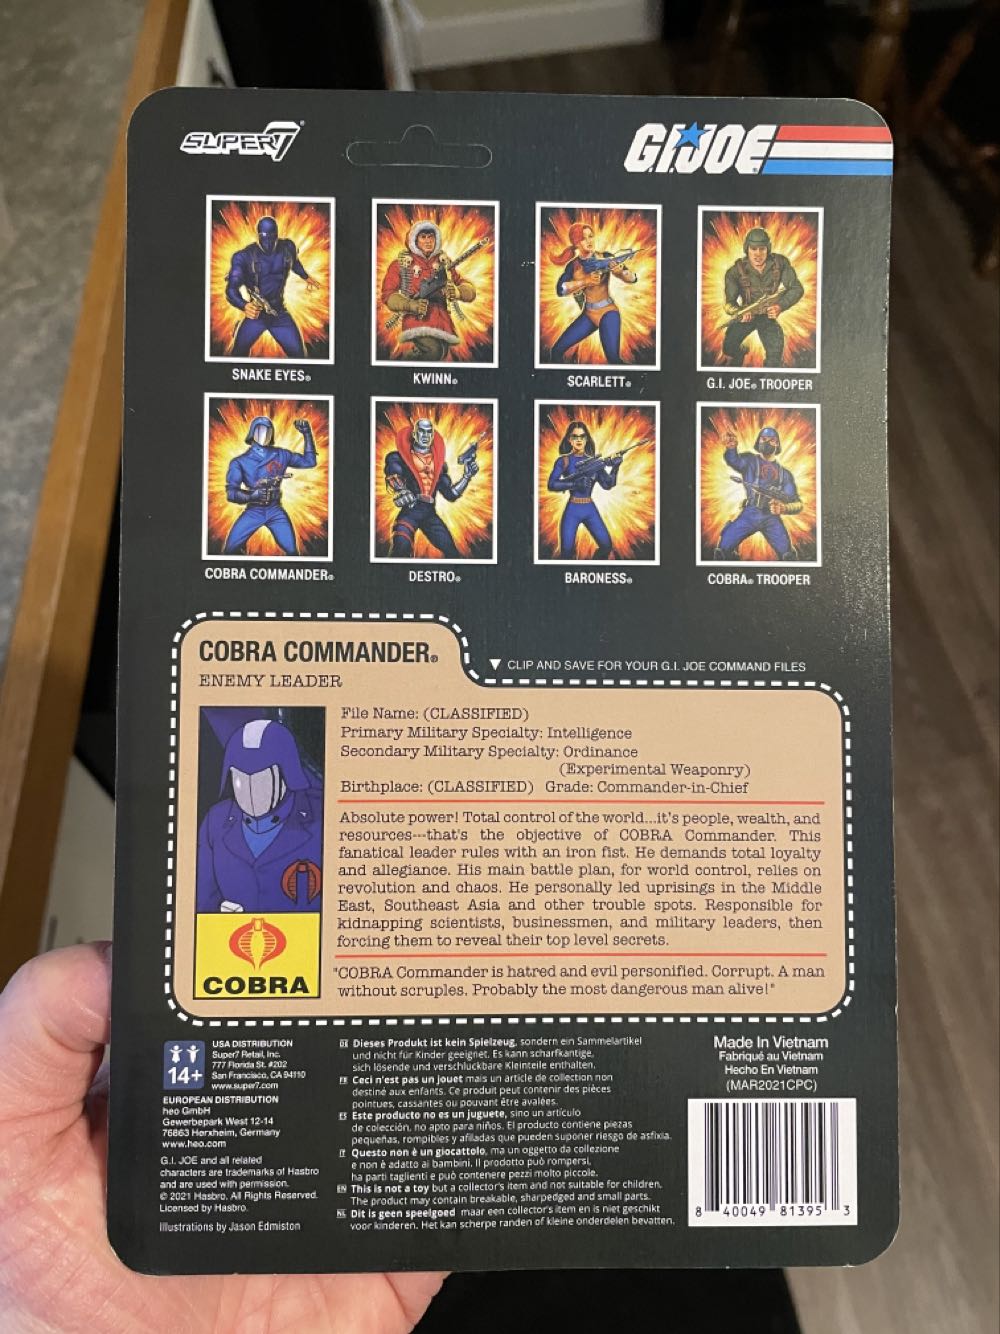 SUPER7
G.I. JOE
SNAKE EYES®
KWINN®
SCARLETT®
G.I. JOE® TROOPER
COBRA COMMANDER®
DESTRO®
BARONESS®
COBRA® TROOPER
COBRA COMMANDER®
ENEMY LEADER
▼ CLIP AND SAVE FOR YOUR G.I. JOE COMMAND FILES
File Name: (CLASSIFIED)
Primary Military Specialty: Intelligence
Secondary Military Specialty: Ordinance
(Experimental Weaponry)
Birthplace: (CLASSIFIED) Grade: Commander-in-Chief
Absolute power! Total control of the world...it's people, wealth, and
resources---that's the objective of COBRA Commander. This
fanatical leader rules with an iron fist. He demands total loyalty
and allegiance. His main battle plan, for world control, relies on
revolution and chaos. He personally led uprisings in the Middle
East, Southeast Asia and other trouble spots. Responsible for
kidnapping scientists, businessmen, and military leaders, then
forcing them to reveal their top level secrets.
"COBRA Commander is hatred and evil personified. Corrupt. A man
without scruples. Probably the most dangerous man alive!"
COBRA
14+
USA DISTRIBUTION
Super7 Retail, Inc.
777 Florida St. #202
San Francisco, CA 94110
www.super7.com
EUROPEAN DISTRIBUTION
heo GmbH
Gewerbepark West 12-14
76863 Herxheim, Germany
www.heo.com
G.I. JOE and all related
characters are trademarks of Hasbro
and are used with permission.
© 2021 Hasbro. All Rights Reserved.
Licensed by Hasbro.
Illustrations by Jason Edmiston
DE Dieses Produkt ist kein Spielzeug, sondern ein Sammelartikel
und nicht für Kinder geeignet. Es kann scharfkantige,
sich lösende und verschluckbare Kleinteile enthalten.
FR Ceci n'est pas un jouet mais un article de collection non
destiné aux enfants. Ce produit peut contenir des pièces
pointues, cassantes ou pouvant être avalées.
ES Este producto no es un juguete, sino un artículo
de colección, no apto para niños. El producto contiene piezas
pequeñas, rompibles y afiladas que pueden suponer riesgo de asfixia.
IT Questo non è un giocattolo, ma un oggetto da collezione
e non è adatto ai bambini. Il prodotto può rompersi,
ha parti taglienti e può contenere pezzi molto piccole.
EN This is not a toy but a collector's item and not suitable for children.
The product may contain breakable, sharpedged and small parts.
NL Dit is geen speelgoed maar een collector's item en is niet geschikt
voor kinderen. Het kan scherpe randen of kleine onderdelen bevatten.
Made In Vietnam
Fabriqué au Vietnam
Hecho En Vietnam
(MAR2021CPC)
8 40049 81395 3